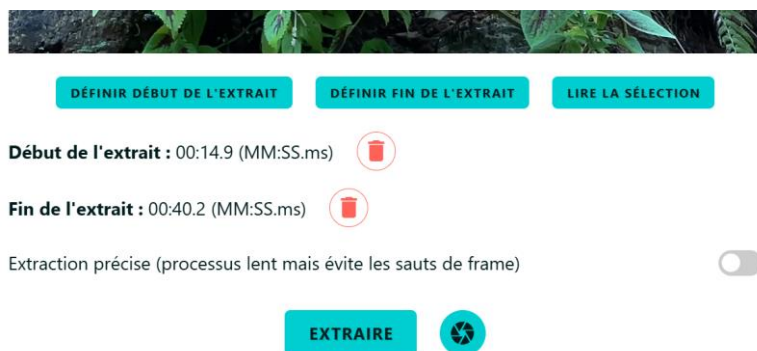 DÉFINIR DÉBUT DE L'EXTRAIT DÉFINIR FIN DE L'EXTRAIT LIRE LA SÉLECTION
Début de l'extrait : 00:14.9 (MM:SS.ms)
Fin de l'extrait : 00:40.2 (MM:SS.ms)
Extraction précise (processus lent mais évite les sauts de frame)
EXTRAIRE